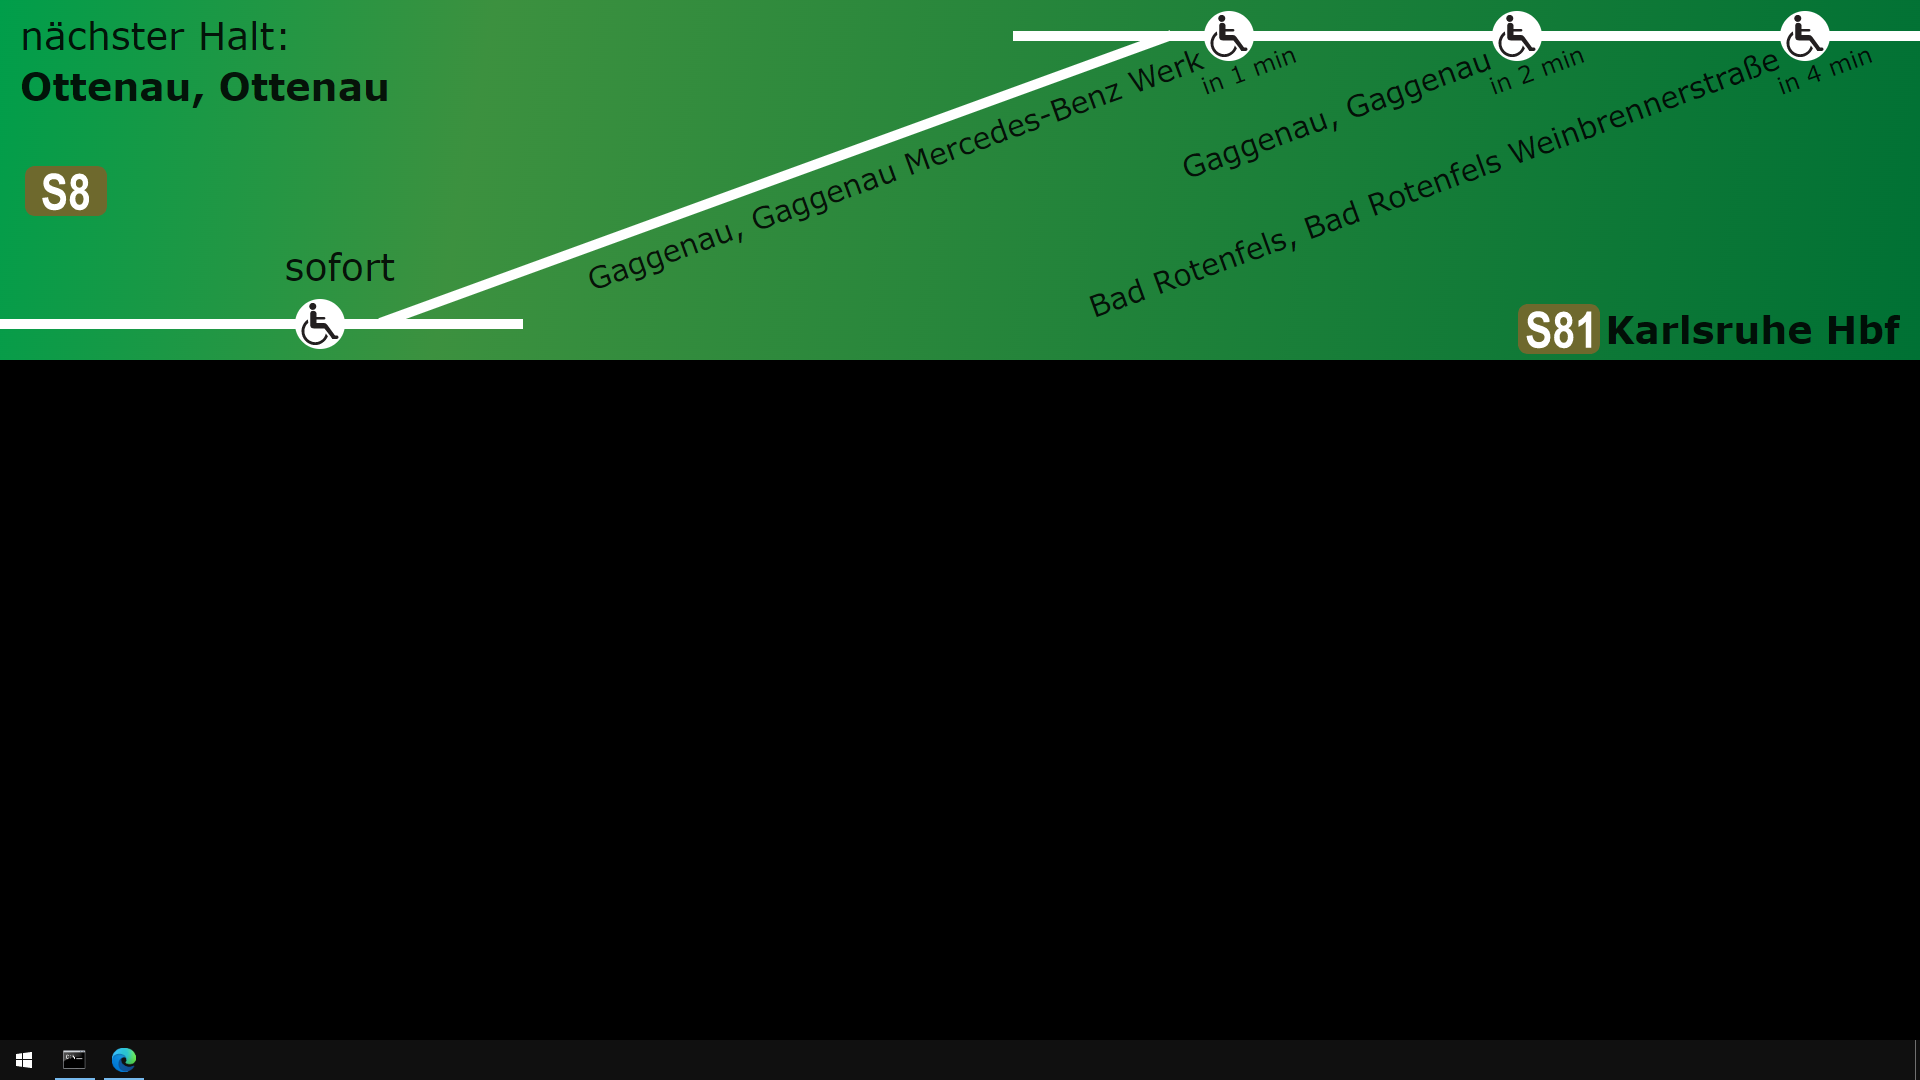 nächster Halt:
Ottenau, Ottenau
S8
sofort
Gaggenau, Gaggenau Mercedes-Benz Werk
in 1 min
Gaggenau, Gaggenau
in 2 min
Bad Rotenfels, Bad Rotenfels Weinbrennerstraße
in 4 min
S81 Karlsruhe Hbf